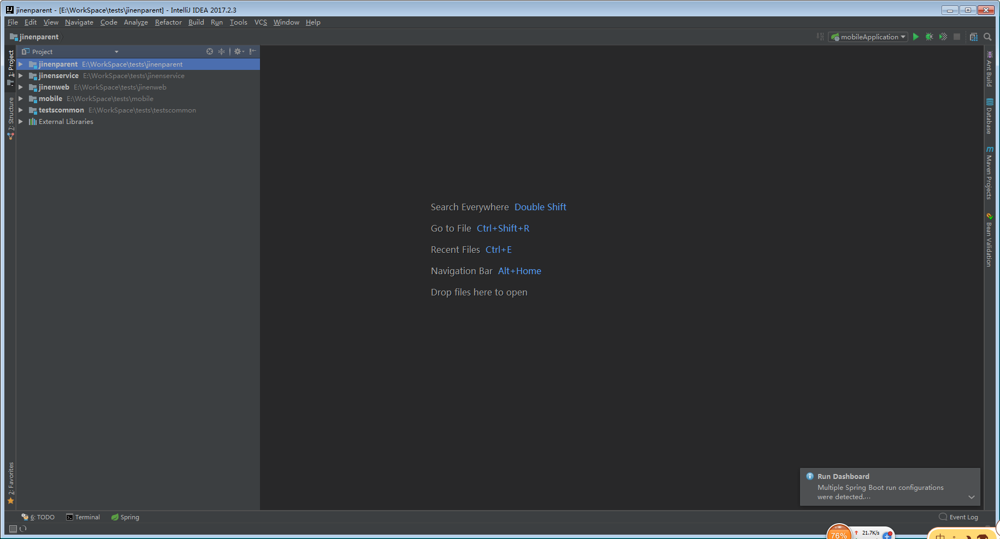 jinenparent - [E:\WorkSpace\tests\jinenparent] - IntelliJ IDEA 2017.2.3
File Edit View Navigate Code Analyze Refactor Build Run Tools VCS Window Help
jinenparent
mobileApplication
1: Project
7: Structure
2: Favorites
Project
jinenparent E:\WorkSpace\tests\jinenparent
jinenservice E:\WorkSpace\tests\jinenservice
jinenweb E:\WorkSpace\tests\jinenweb
mobile E:\WorkSpace\tests\mobile
testscommon E:\WorkSpace\tests\testscommon
External Libraries
Search Everywhere Double Shift
Go to File Ctrl+Shift+R
Recent Files Ctrl+E
Navigation Bar Alt+Home
Drop files here to open
Ant Build
Database
Maven Projects
Bean Validation
Run Dashboard
Multiple Spring Boot run configurations
were detected....
6: TODO Terminal Spring
Event Log
76%
21.7K/s
中